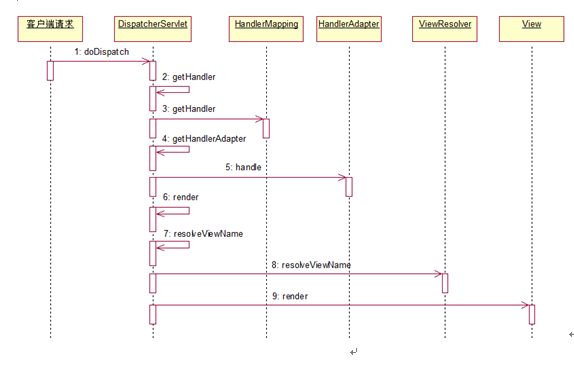 客户端请求
DispatcherServlet
HandlerMapping
HandlerAdapter
ViewResolver
View
1: doDispatch
2: getHandler
3: getHandler
4: getHandlerAdapter
5: handle
6: render
7: resolveViewName
8: resolveViewName
9: render